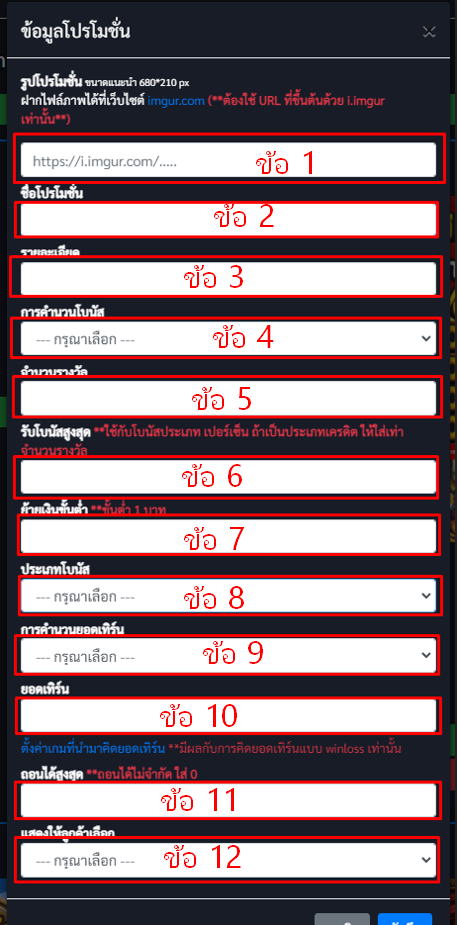 ข้อมูลโปรโมชั่น
รูปโปรโมชั่น ขนาดแนะนำ 680*210 px
ฝากไฟล์ภาพได้ที่เว็บไซต์ imgur.com (**ต้องใช้ URL ที่ขึ้นต้นด้วย i.imgur
เท่านั้น**)
https://i.imgur.com/..... ข้อ 1
ชื่อโปรโมชั่น
ข้อ 2
รายละเอียด
ข้อ 3
การคำนวนโบนัส
--- กรุณาเลือก --- ข้อ 4
จำนวนรางวัล
ข้อ 5
รับโบนัสสูงสุด **ใช้กับโบนัสประเภท เปอร์เซ็น ถ้าเป็นประเภทเครดิต ให้ใส่เท่า
จำนวนรางวัล
ข้อ 6
ย้ายเงินขั้นต่ำ **ขั้นต่ำ 1 บาท
ข้อ 7
ประเภทโบนัส
--- กรุณาเลือก --- ข้อ 8
การคำนวนยอดเทิร์น
--- กรุณาเลือก --- ข้อ 9
ยอดเทิร์น
ข้อ 10
ตั้งค่าเกมที่นำมาคิดยอดเทิร์น **มีผลกับการคิดยอดเทิร์นแบบ winloss เท่านั้น
ถอนได้สูงสุด **ถอนได้ไม่จำกัด ใส่ 0
ข้อ 11
แสดงให้ลูกค้าเลือก
--- กรุณาเลือก --- ข้อ 12